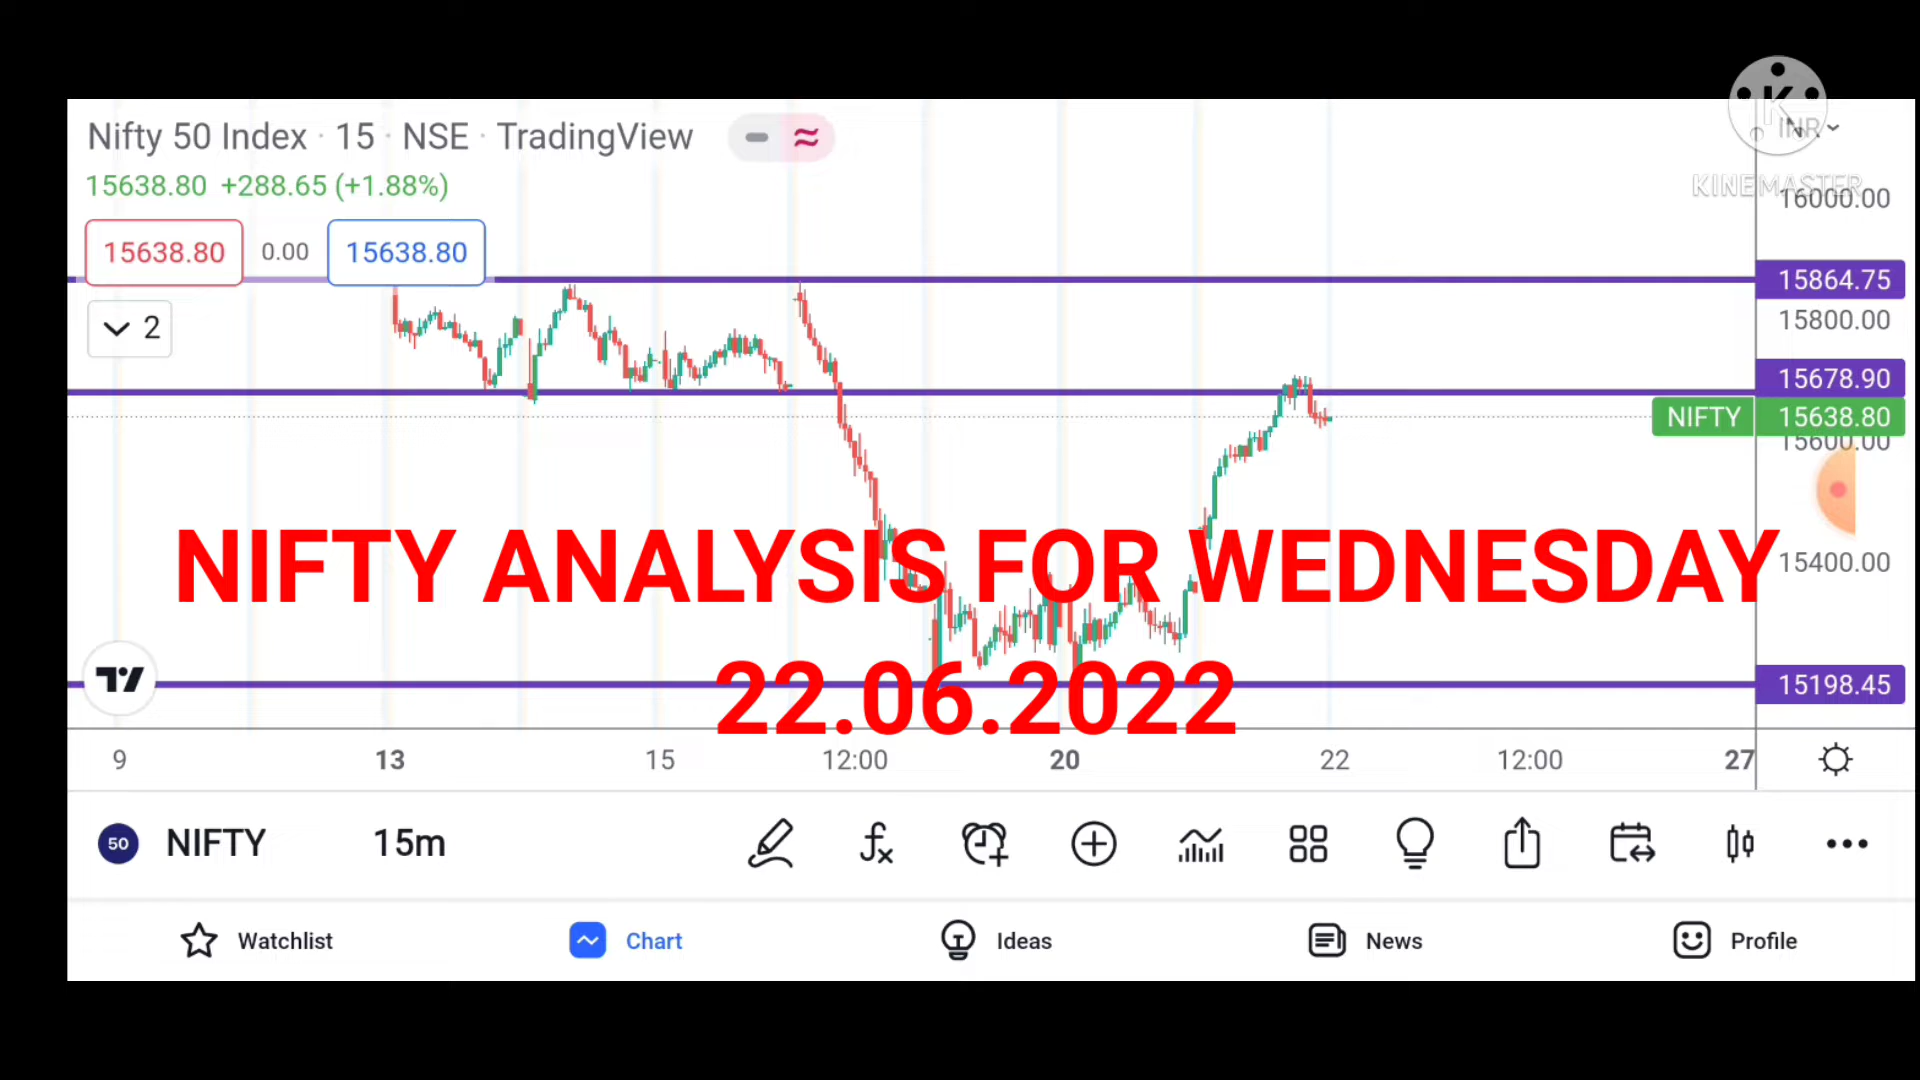 Nifty 50 Index · 15 · NSE · TradingView
INR
KINEMASTER
15638.80 +288.65 (+1.88%)
16000.00
15638.80 0.00 15638.80
15864.75
2
15800.00
15678.90
NIFTY 15638.80
15600.00
NIFTY ANALYSIS FOR WEDNESDAY
15400.00
22.06.2022
15198.45
9 13 15 12:00 20 22 12:00 27
50 NIFTY 15m
Watchlist Chart Ideas News Profile